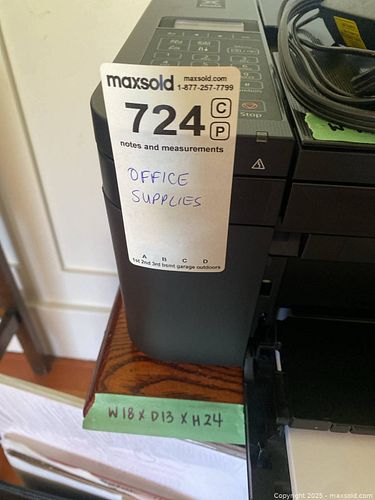 maxsold
maxsold.com
1-877-257-7799
724
C
P
Stop
notes and measurements
OFFICE
SUPPLIES
A B C D
1st 2nd 3rd bsmt garage outdoors
W18 X D13 X H24
Copyright 2025 - maxsold.com